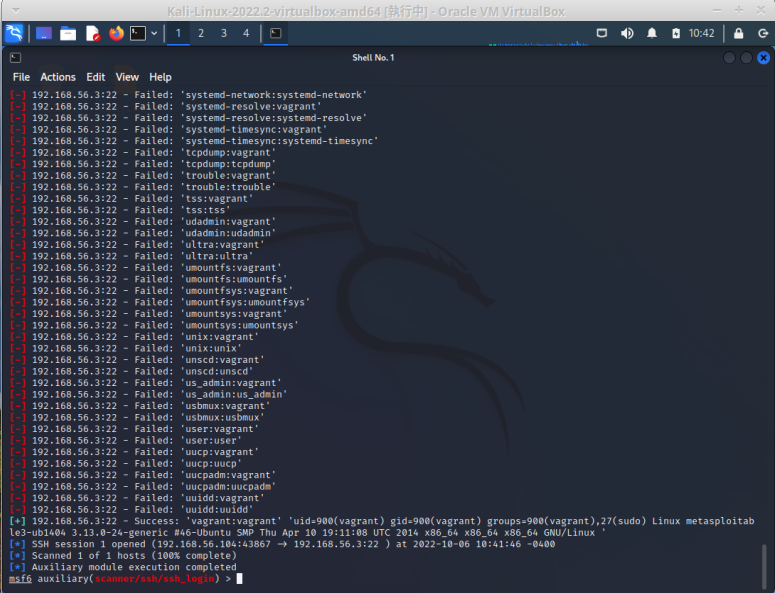 Kali-Linux-2022.2-virtualbox-amd64 [執行中] - Oracle VM VirtualBox
1 2 3 4 10:42
Shell No. 1
File Actions Edit View Help
[-] 192.168.56.3:22 - Failed: 'systemd-network:systemd-network'
[-] 192.168.56.3:22 - Failed: 'systemd-resolve:vagrant'
[-] 192.168.56.3:22 - Failed: 'systemd-resolve:systemd-resolve'
[-] 192.168.56.3:22 - Failed: 'systemd-timesync:vagrant'
[-] 192.168.56.3:22 - Failed: 'systemd-timesync:systemd-timesync'
[-] 192.168.56.3:22 - Failed: 'tcpdump:vagrant'
[-] 192.168.56.3:22 - Failed: 'tcpdump:tcpdump'
[-] 192.168.56.3:22 - Failed: 'trouble:vagrant'
[-] 192.168.56.3:22 - Failed: 'trouble:trouble'
[-] 192.168.56.3:22 - Failed: 'tss:vagrant'
[-] 192.168.56.3:22 - Failed: 'tss:tss'
[-] 192.168.56.3:22 - Failed: 'udadmin:vagrant'
[-] 192.168.56.3:22 - Failed: 'udadmin:udadmin'
[-] 192.168.56.3:22 - Failed: 'ultra:vagrant'
[-] 192.168.56.3:22 - Failed: 'ultra:ultra'
[-] 192.168.56.3:22 - Failed: 'umountfs:vagrant'
[-] 192.168.56.3:22 - Failed: 'umountfs:umountfs'
[-] 192.168.56.3:22 - Failed: 'umountfsys:vagrant'
[-] 192.168.56.3:22 - Failed: 'umountfsys:umountfsys'
[-] 192.168.56.3:22 - Failed: 'umountsys:vagrant'
[-] 192.168.56.3:22 - Failed: 'umountsys:umountsys'
[-] 192.168.56.3:22 - Failed: 'unix:vagrant'
[-] 192.168.56.3:22 - Failed: 'unix:unix'
[-] 192.168.56.3:22 - Failed: 'unscd:vagrant'
[-] 192.168.56.3:22 - Failed: 'unscd:unscd'
[-] 192.168.56.3:22 - Failed: 'us_admin:vagrant'
[-] 192.168.56.3:22 - Failed: 'us_admin:us_admin'
[-] 192.168.56.3:22 - Failed: 'usbmux:vagrant'
[-] 192.168.56.3:22 - Failed: 'usbmux:usbmux'
[-] 192.168.56.3:22 - Failed: 'user:vagrant'
[-] 192.168.56.3:22 - Failed: 'user:user'
[-] 192.168.56.3:22 - Failed: 'uucp:vagrant'
[-] 192.168.56.3:22 - Failed: 'uucp:uucp'
[-] 192.168.56.3:22 - Failed: 'uucpadm:vagrant'
[-] 192.168.56.3:22 - Failed: 'uucpadm:uucpadm'
[-] 192.168.56.3:22 - Failed: 'uuidd:vagrant'
[-] 192.168.56.3:22 - Failed: 'uuidd:uuidd'
[+] 192.168.56.3:22 - Success: 'vagrant:vagrant' 'uid=900(vagrant) gid=900(vagrant) groups=900(vagrant),27(sudo) Linux metasploitab
le3-ub1404 3.13.0-24-generic #46-Ubuntu SMP Thu Apr 10 19:11:08 UTC 2014 x86_64 x86_64 x86_64 GNU/Linux '
[*] SSH session 1 opened (192.168.56.104:43867 → 192.168.56.3:22 ) at 2022-10-06 10:41:46 -0400
[*] Scanned 1 of 1 hosts (100% complete)
[*] Auxiliary module execution completed
msf6 auxiliary(scanner/ssh/ssh_login) >